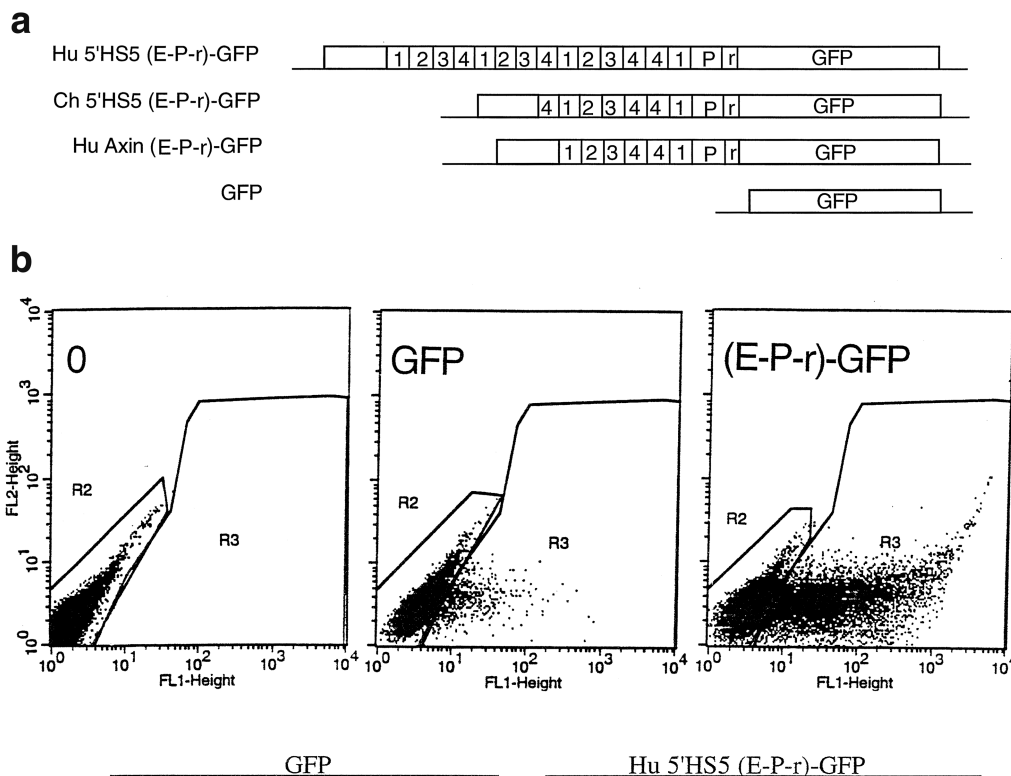 a
Hu 5'HS5 (E-P-r)-GFP 1 2 3 4 1 2 3 4 1 2 3 4 4 1 P r GFP
Ch 5'HS5 (E-P-r)-GFP 4 1 2 3 4 4 1 P r GFP
Hu Axin (E-P-r)-GFP 1 2 3 4 4 1 P r GFP
GFP GFP
b
0 GFP (E-P-r)-GFP
R2 R3 R2 R3 R2 R3
FL2-Height
10^0 10^1 10^2 10^3 10^4
10^0 10^1 10^2 10^3 10^4 10^0 10^1 10^2 10^3 10^4 10^0 10^1 10^2 10^3 10^4
FL1-Height FL1-Height FL1-Height
GFP Hu 5'HS5 (E-P-r)-GFP